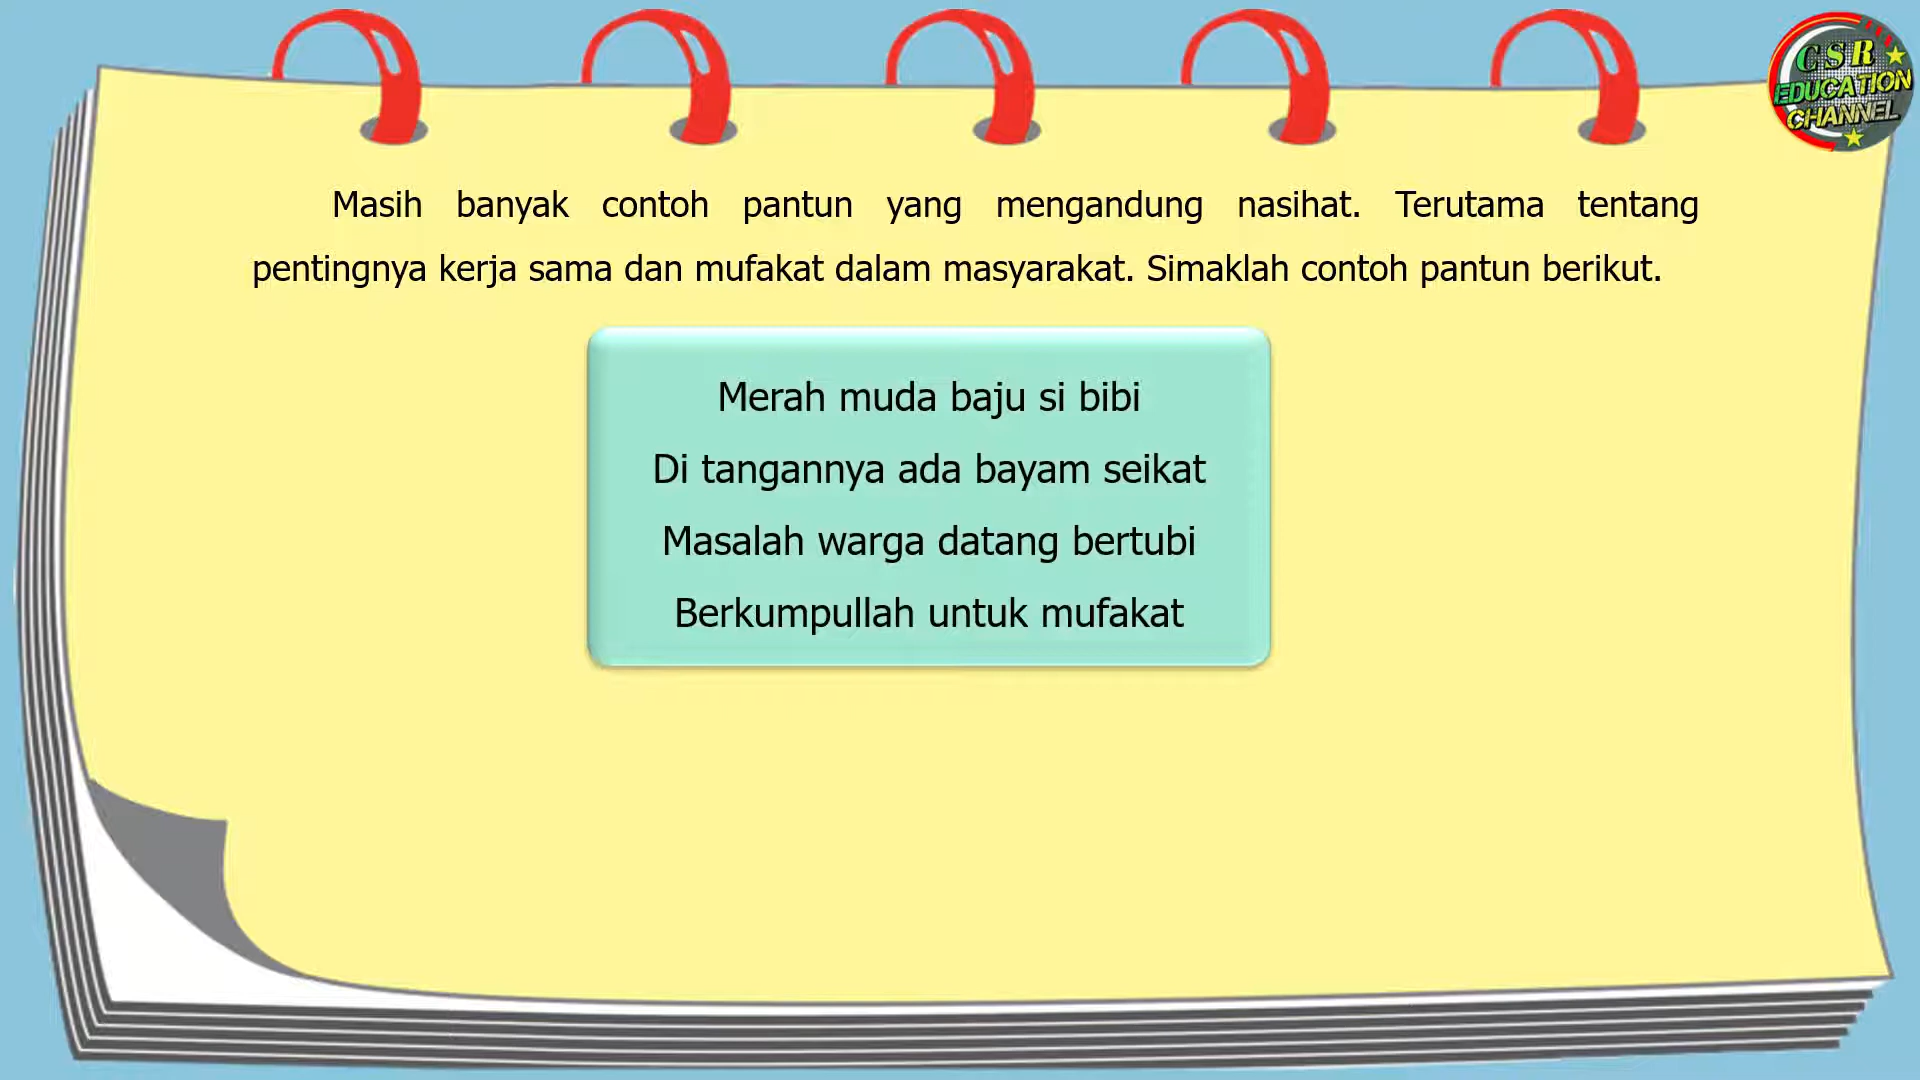 CSR
EDUCATION
CHANNEL
Masih banyak contoh pantun yang mengandung nasihat. Terutama tentang
pentingnya kerja sama dan mufakat dalam masyarakat. Simaklah contoh pantun berikut.
Merah muda baju si bibi
Di tangannya ada bayam seikat
Masalah warga datang bertubi
Berkumpullah untuk mufakat